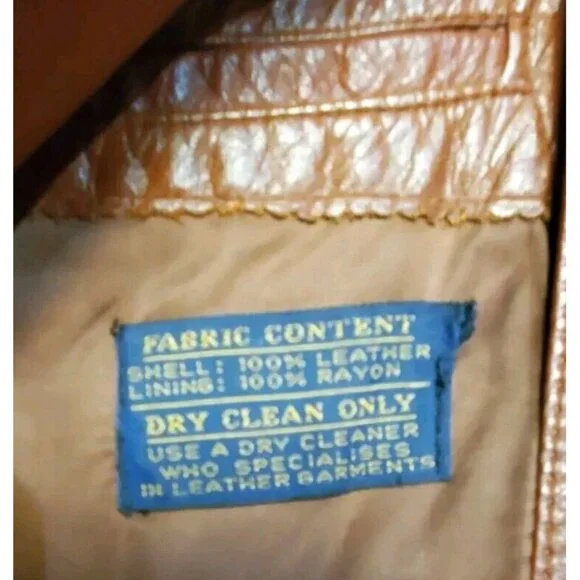 FABRIC CONTENT
SHELL: 100% LEATHER
LINING: 100% RAYON
DRY CLEAN ONLY
USE A DRY CLEANER
WHO SPECIALISES
IN LEATHER GARMENTS